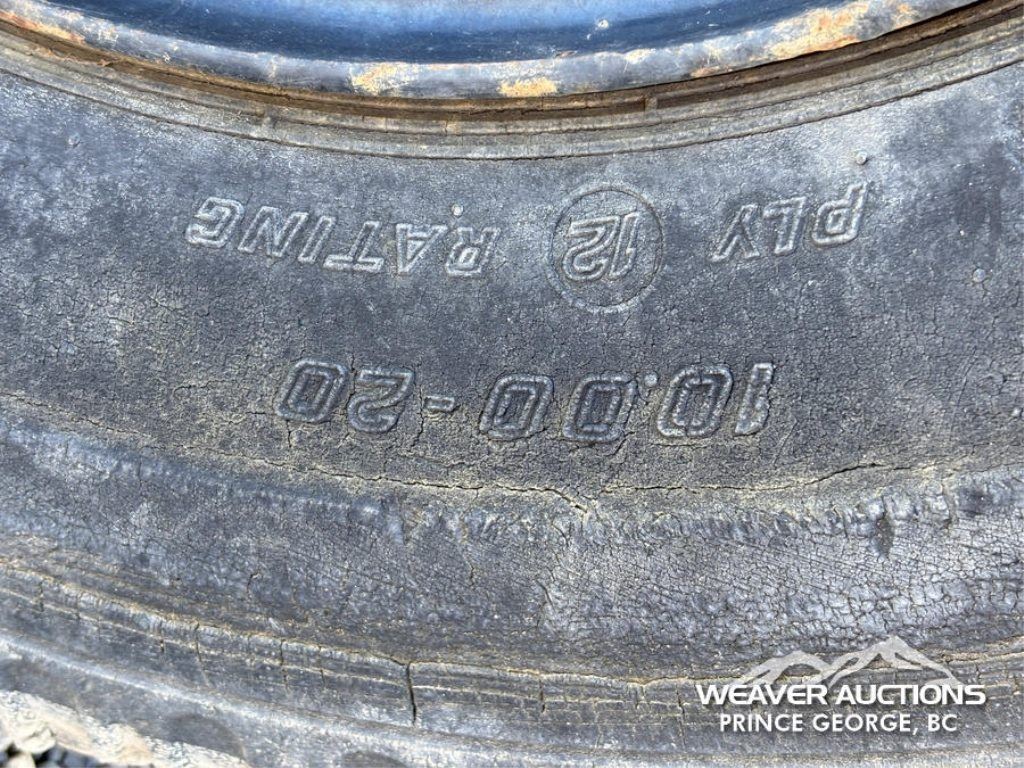 10.00-20
PLY 12 RATING
WEAVER AUCTIONS
PRINCE GEORGE, BC